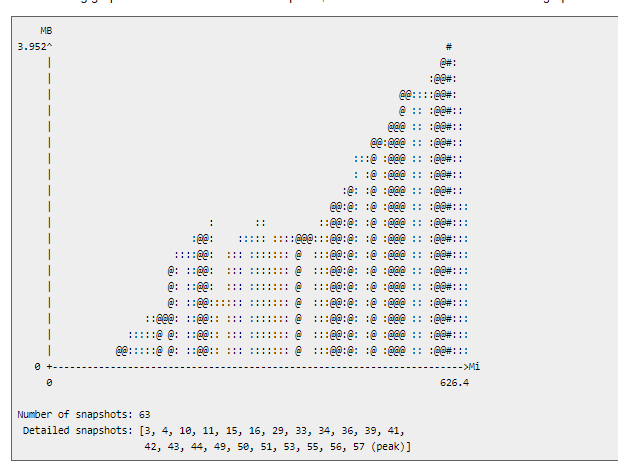 MB
3.952^ #
| @#:
| :@@#:
| @@::::@@#:
| @ :: :@@#::
| @@@ :: :@@#::
| @@:@@@ :: :@@#::
| :::@ :@@@ :: :@@#::
| : :@ :@@@ :: :@@#::
| :@: :@ :@@@ :: :@@#::
| @@:@: :@ :@@@ :: :@@#:::
| : :: ::@@:@: :@ :@@@ :: :@@#:::
| :@@: ::::: ::::@@@:::@@:@: :@ :@@@ :: :@@#:::
| ::::@@: ::: ::::::: @ :::@@:@: :@ :@@@ :: :@@#:::
| @: ::@@: ::: ::::::: @ :::@@:@: :@ :@@@ :: :@@#:::
| @: ::@@: ::: ::::::: @ :::@@:@: :@ :@@@ :: :@@#:::
| @: ::@@:::::: ::::::: @ :::@@:@: :@ :@@@ :: :@@#:::
| ::@@@: ::@@:: ::: ::::::: @ :::@@:@: :@ :@@@ :: :@@#:::
| :::::@ @: ::@@:: ::: ::::::: @ :::@@:@: :@ :@@@ :: :@@#:::
| @@:::::@ @: ::@@:: ::: ::::::: @ :::@@:@: :@ :@@@ :: :@@#:::
0 +----------------------------------------------------------------------->Mi
0 626.4
Number of snapshots: 63
Detailed snapshots: [3, 4, 10, 11, 15, 16, 29, 33, 34, 36, 39, 41,
42, 43, 44, 49, 50, 51, 53, 55, 56, 57 (peak)]